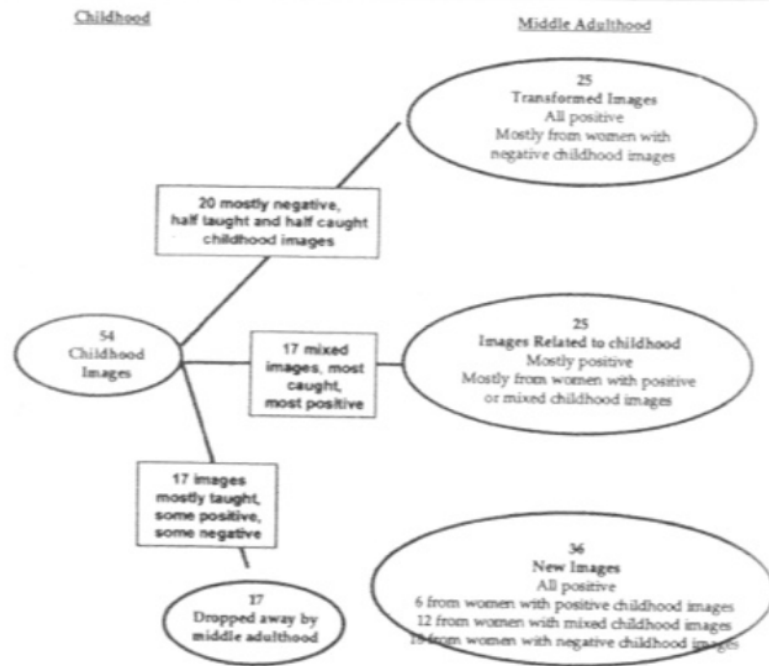 Childhood
Middle Adulthood
25
Transformed Images
All positive
Mostly from women with
negative childhood images
20 mostly negative,
half taught and half caught
childhood images
54
Childhood
Images
17 mixed
images, most
caught,
most positive
25
Images Related to childhood
Mostly positive
Mostly from women with positive
or mixed childhood images
17 images
mostly taught,
some positive,
some negative
17
Dropped away by
middle adulthood
36
New Images
All positive
6 from women with positive childhood images
12 from women with mixed childhood images
from women with negative childhood images